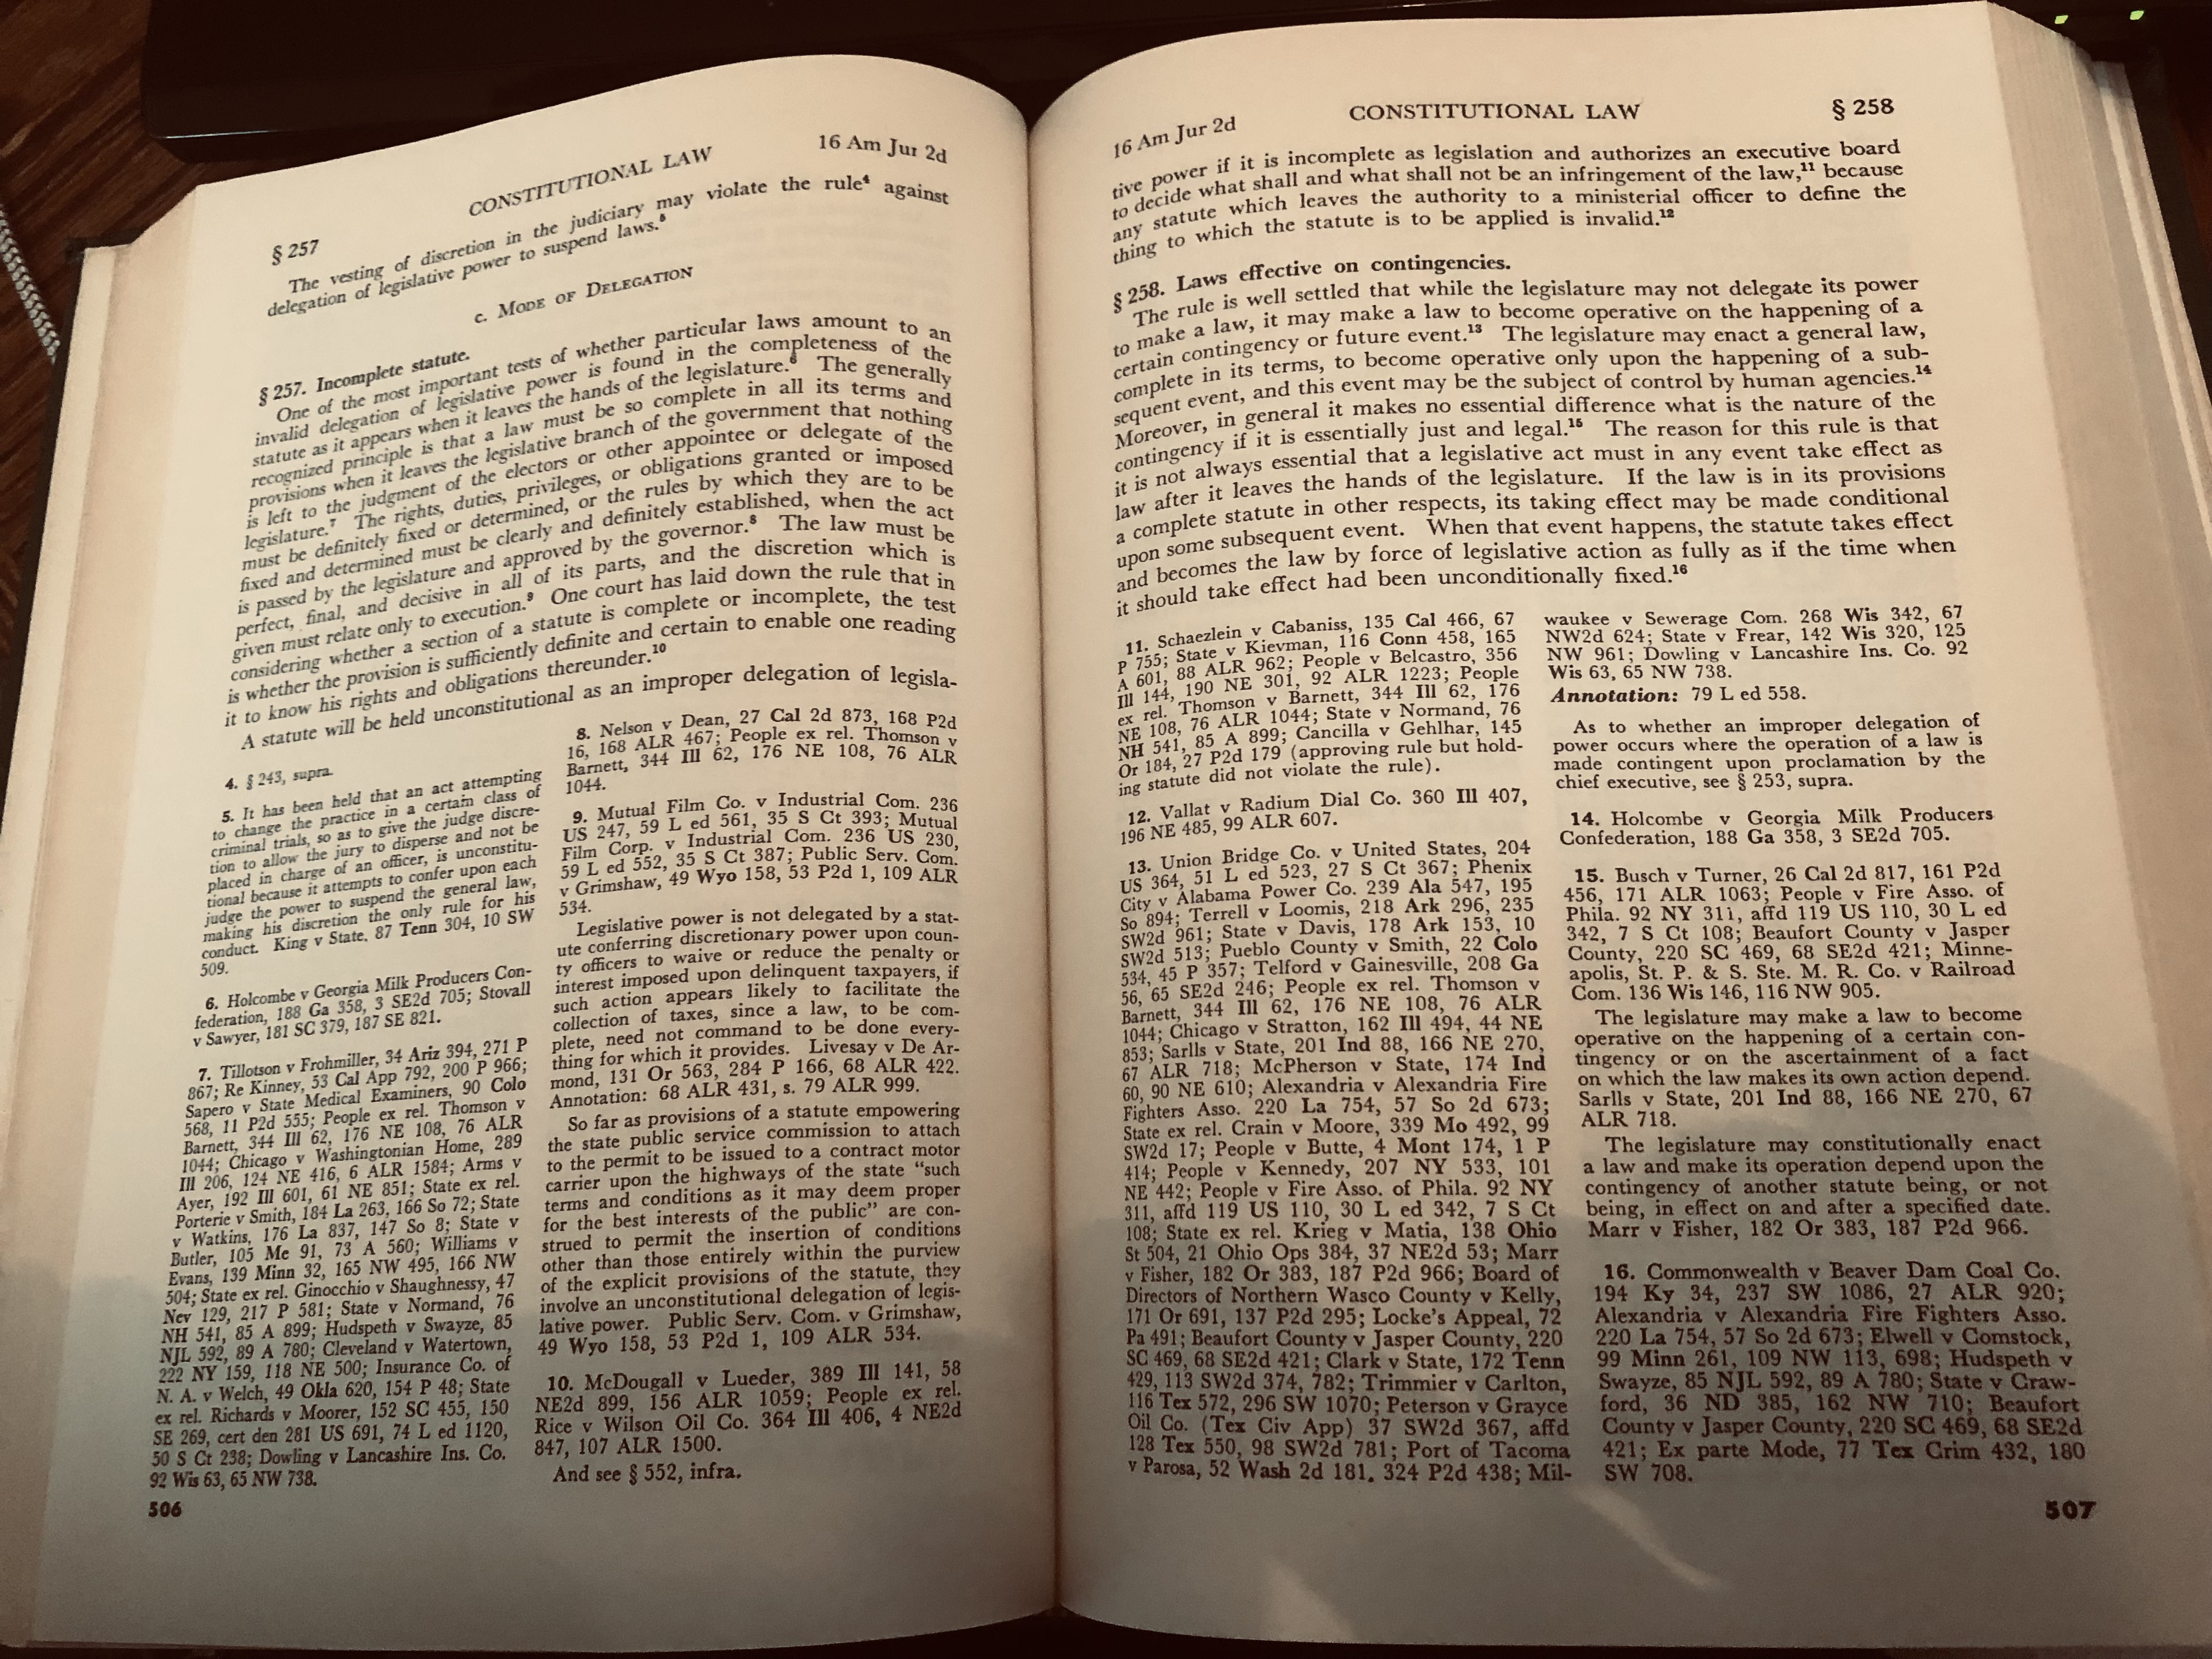 § 257
CONSTITUTIONAL LAW
16 Am Jur 2d
The vesting of discretion in the judiciary may violate the rule⁴ against
delegation of legislative power to suspend laws.⁵
c. MODE OF DELEGATION
§ 257. Incomplete statute.
One of the most important tests of whether particular laws amount to an
invalid delegation of legislative power is found in the completeness of the
statute as it appears when it leaves the hands of the legislature.⁶ The generally
recognized principle is that a law must be so complete in all its terms and
provisions when it leaves the legislative branch of the government that nothing
is left to the judgment of the electors or other appointee or delegate of the
legislature.⁷ The rights, duties, privileges, or obligations granted or imposed
must be definitely fixed or determined, or the rules by which they are to be
fixed and determined must be clearly and definitely established, when the act
is passed by the legislature and approved by the governor.⁸ The law must be
perfect, final, and decisive in all of its parts, and the discretion which is
given must relate only to execution.⁹ One court has laid down the rule that in
considering whether a section of a statute is complete or incomplete, the test
is whether the provision is sufficiently definite and certain to enable one reading
it to know his rights and obligations thereunder.¹⁰
A statute will be held unconstitutional as an improper delegation of legisla-
4. § 243, supra.
5. It has been held that an act attempting
to change the practice in a certain class of
criminal trials, so as to give the judge discre-
tion to allow the jury to disperse and not be
placed in charge of an officer, is unconstitu-
tional because it attempts to confer upon each
judge the power to suspend the general law,
making his discretion the only rule for his
conduct. King v State, 87 Tenn 304, 10 SW
509.
6. Holcombe v Georgia Milk Producers Con-
federation, 188 Ga 358, 3 SE2d 705; Stovall
v Sawyer, 181 SC 379, 187 SE 821.
7. Tillotson v Frohmiller, 34 Ariz 394, 271 P
867; Re Kinney, 53 Cal App 792, 200 P 966;
Sapero v State Medical Examiners, 90 Colo
568, 11 P2d 555; People ex rel. Thomson v
Barnett, 344 Ill 62, 176 NE 108, 76 ALR
1044; Chicago v Washingtonian Home, 289
Ill 206, 124 NE 416, 6 ALR 1584; Arms v
Ayer, 192 Ill 601, 61 NE 851; State ex rel.
Porterie v Smith, 184 La 263, 166 So 72; State
v Watkins, 176 La 837, 147 So 8; State v
Butler, 105 Me 91, 73 A 560; Williams v
Evans, 139 Minn 32, 165 NW 495, 166 NW
504; State ex rel. Ginocchio v Shaughnessy, 47
Nev 129, 217 P 581; State v Normand, 76
NH 541, 85 A 899; Hudspeth v Swayze, 85
NJL 592, 89 A 780; Cleveland v Watertown,
222 NY 159, 118 NE 500; Insurance Co. of
N. A. v Welch, 49 Okla 620, 154 P 48; State
ex rel. Richards v Moorer, 152 SC 455, 150
SE 269, cert den 281 US 691, 74 L ed 1120,
50 S Ct 238; Dowling v Lancashire Ins. Co.
92 Wis 63, 65 NW 738.
8. Nelson v Dean, 27 Cal 2d 873, 168 P2d
16, 168 ALR 467; People ex rel. Thomson v
Barnett, 344 Ill 62, 176 NE 108, 76 ALR
1044.
9. Mutual Film Co. v Industrial Com. 236
US 247, 59 L ed 561, 35 S Ct 393; Mutual
Film Corp. v Industrial Com. 236 US 230,
59 L ed 552, 35 S Ct 387; Public Serv. Com.
v Grimshaw, 49 Wyo 158, 53 P2d 1, 109 ALR
534.
Legislative power is not delegated by a stat-
ute conferring discretionary power upon coun-
ty officers to waive or reduce the penalty or
interest imposed upon delinquent taxpayers, if
such action appears likely to facilitate the
collection of taxes, since a law, to be com-
plete, need not command to be done every-
thing for which it provides. Livesay v De Ar-
mond, 131 Or 563, 284 P 166, 68 ALR 422.
Annotation: 68 ALR 431, s. 79 ALR 999.
So far as provisions of a statute empowering
the state public service commission to attach
to the permit to be issued to a contract motor
carrier upon the highways of the state "such
terms and conditions as it may deem proper
for the best interests of the public" are con-
strued to permit the insertion of conditions
other than those entirely within the purview
of the explicit provisions of the statute, they
involve an unconstitutional delegation of legis-
lative power. Public Serv. Com. v Grimshaw,
49 Wyo 158, 53 P2d 1, 109 ALR 534.
10. McDougall v Lueder, 389 Ill 141, 58
NE2d 899, 156 ALR 1059; People ex rel.
Rice v Wilson Oil Co. 364 Ill 406, 4 NE2d
847, 107 ALR 1500.
And see § 552, infra.
506
16 Am Jur 2d
CONSTITUTIONAL LAW
§ 258
tive power if it is incomplete as legislation and authorizes an executive board
to decide what shall and what shall not be an infringement of the law,¹¹ because
any statute which leaves the authority to a ministerial officer to define the
thing to which the statute is to be applied is invalid.¹²
§ 258. Laws effective on contingencies.
The rule is well settled that while the legislature may not delegate its power
to make a law, it may make a law to become operative on the happening of a
certain contingency or future event.¹³ The legislature may enact a general law,
complete in its terms, to become operative only upon the happening of a sub-
sequent event, and this event may be the subject of control by human agencies.¹⁴
Moreover, in general it makes no essential difference what is the nature of the
contingency if it is essentially just and legal.¹⁵ The reason for this rule is that
it is not always essential that a legislative act must in any event take effect as
law after it leaves the hands of the legislature. If the law is in its provisions
a complete statute in other respects, its taking effect may be made conditional
upon some subsequent event. When that event happens, the statute takes effect
and becomes the law by force of legislative action as fully as if the time when
it should take effect had been unconditionally fixed.¹⁶
11. Schaezlein v Cabaniss, 135 Cal 466, 67
P 755; State v Kievman, 116 Conn 458, 165
A 601, 88 ALR 962; People v Belcastro, 356
Ill 144, 190 NE 301, 92 ALR 1223; People
ex rel. Thomson v Barnett, 344 Ill 62, 176
NE 108, 76 ALR 1044; State v Normand, 76
NH 541, 85 A 899; Cancilla v Gehlhar, 145
Or 184, 27 P2d 179 (approving rule but hold-
ing statute did not violate the rule).
12. Vallat v Radium Dial Co. 360 Ill 407,
196 NE 485, 99 ALR 607.
13. Union Bridge Co. v United States, 204
US 364, 51 L ed 523, 27 S Ct 367; Phenix
City v Alabama Power Co. 239 Ala 547, 195
So 894; Terrell v Loomis, 218 Ark 296, 235
SW2d 961; State v Davis, 178 Ark 153, 10
SW2d 513; Pueblo County v Smith, 22 Colo
534, 45 P 357; Telford v Gainesville, 208 Ga
56, 65 SE2d 246; People ex rel. Thomson v
Barnett, 344 Ill 62, 176 NE 108, 76 ALR
1044; Chicago v Stratton, 162 Ill 494, 44 NE
853; Sarlls v State, 201 Ind 88, 166 NE 270,
67 ALR 718; McPherson v State, 174 Ind
60, 90 NE 610; Alexandria v Alexandria Fire
Fighters Asso. 220 La 754, 57 So 2d 673;
State ex rel. Crain v Moore, 339 Mo 492, 99
SW2d 17; People v Butte, 4 Mont 174, 1 P
414; People v Kennedy, 207 NY 533, 101
NE 442; People v Fire Asso. of Phila. 92 NY
311, affd 119 US 110, 30 L ed 342, 7 S Ct
108; State ex rel. Krieg v Matia, 138 Ohio
St 504, 21 Ohio Ops 384, 37 NE2d 53; Marr
v Fisher, 182 Or 383, 187 P2d 966; Board of
Directors of Northern Wasco County v Kelly,
171 Or 691, 137 P2d 295; Locke's Appeal, 72
Pa 491; Beaufort County v Jasper County, 220
SC 469, 68 SE2d 421; Clark v State, 172 Tenn
429, 113 SW2d 374, 782; Trimmier v Carlton,
116 Tex 572, 296 SW 1070; Peterson v Grayce
Oil Co. (Tex Civ App) 37 SW2d 367, affd
128 Tex 550, 98 SW2d 781; Port of Tacoma
v Parosa, 52 Wash 2d 181, 324 P2d 438; Mil-
waukee v Sewerage Com. 268 Wis 342, 67
NW2d 624; State v Frear, 142 Wis 320, 125
NW 961; Dowling v Lancashire Ins. Co. 92
Wis 63, 65 NW 738.
Annotation: 79 L ed 558.
As to whether an improper delegation of
power occurs where the operation of a law is
made contingent upon proclamation by the
chief executive, see § 253, supra.
14. Holcombe v Georgia Milk Producers
Confederation, 188 Ga 358, 3 SE2d 705.
15. Busch v Turner, 26 Cal 2d 817, 161 P2d
456, 171 ALR 1063; People v Fire Asso. of
Phila. 92 NY 311, affd 119 US 110, 30 L ed
342, 7 S Ct 108; Beaufort County v Jasper
County, 220 SC 469, 68 SE2d 421; Minne-
apolis, St. P. & S. Ste. M. R. Co. v Railroad
Com. 136 Wis 146, 116 NW 905.
The legislature may make a law to become
operative on the happening of a certain con-
tingency or on the ascertainment of a fact
on which the law makes its own action depend.
Sarlls v State, 201 Ind 88, 166 NE 270, 67
ALR 718.
The legislature may constitutionally enact
a law and make its operation depend upon the
contingency of another statute being, or not
being, in effect on and after a specified date.
Marr v Fisher, 182 Or 383, 187 P2d 966.
16. Commonwealth v Beaver Dam Coal Co.
194 Ky 34, 237 SW 1086, 27 ALR 920;
Alexandria v Alexandria Fire Fighters Asso.
220 La 754, 57 So 2d 673; Elwell v Comstock,
99 Minn 261, 109 NW 113, 698; Hudspeth v
Swayze, 85 NJL 592, 89 A 780; State v Craw-
ford, 36 ND 385, 162 NW 710; Beaufort
County v Jasper County, 220 SC 469, 68 SE2d
421; Ex parte Mode, 77 Tex Crim 432, 180
SW 708.
507